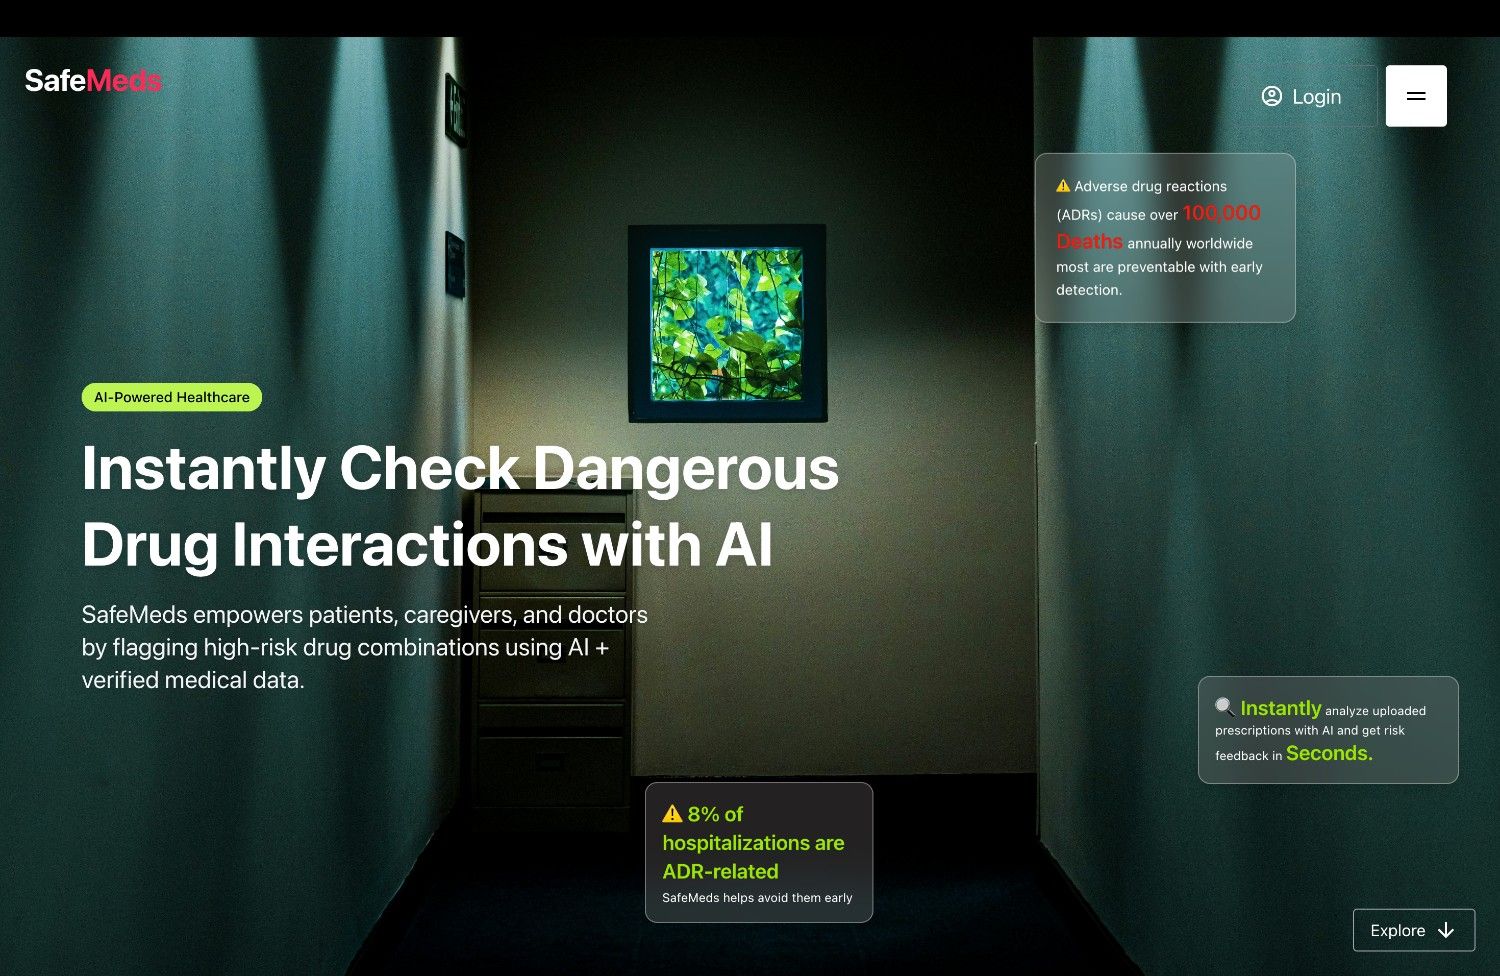 SafeMeds
Login
⚠️ Adverse drug reactions
(ADRs) cause over 100,000
Deaths annually worldwide
most are preventable with early
detection.
AI-Powered Healthcare
Instantly Check Dangerous
Drug Interactions with AI
SafeMeds empowers patients, caregivers, and doctors
by flagging high-risk drug combinations using AI +
verified medical data.
🔍 Instantly analyze uploaded
prescriptions with AI and get risk
feedback in Seconds.
⚠️ 8% of
hospitalizations are
ADR-related
SafeMeds helps avoid them early
Explore ↓